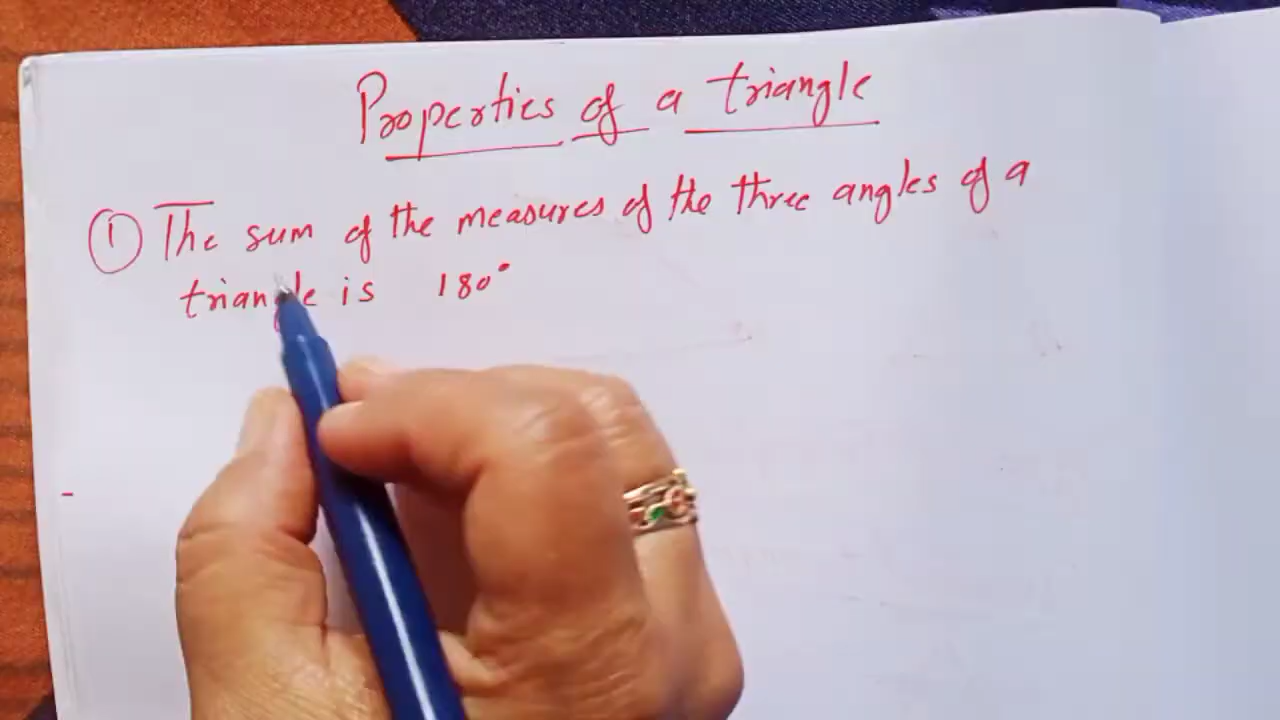 Properties of a triangle
① The sum of the measures of the three angles of a
triangle is 180°